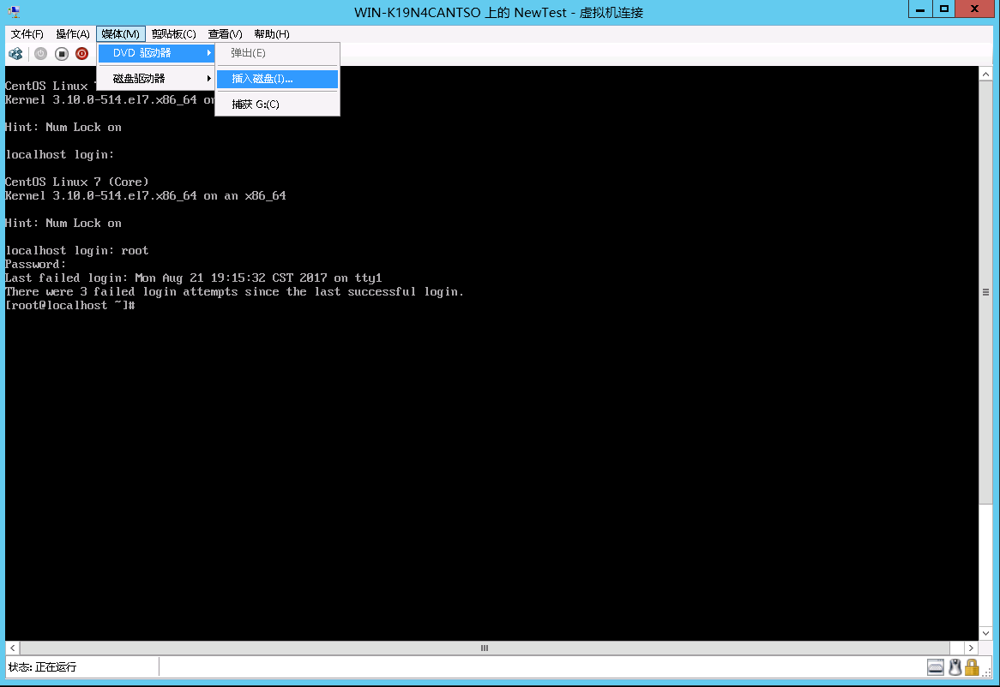 WIN-K19N4CANTSO 上的 NewTest - 虚拟机连接
文件(F) 操作(A) 媒体(M) 剪贴板(C) 查看(V) 帮助(H)
DVD 驱动器
弹出(E)
磁盘驱动器
插入磁盘(I)...
捕获 G:(C)
CentOS Linux
Kernel 3.10.0-514.el7.x86_64 on
Hint: Num Lock on
localhost login:
CentOS Linux 7 (Core)
Kernel 3.10.0-514.el7.x86_64 on an x86_64
Hint: Num Lock on
localhost login: root
Password:
Last failed login: Mon Aug 21 19:15:32 CST 2017 on tty1
There were 3 failed login attempts since the last successful login.
[root@localhost ~]#
状态: 正在运行